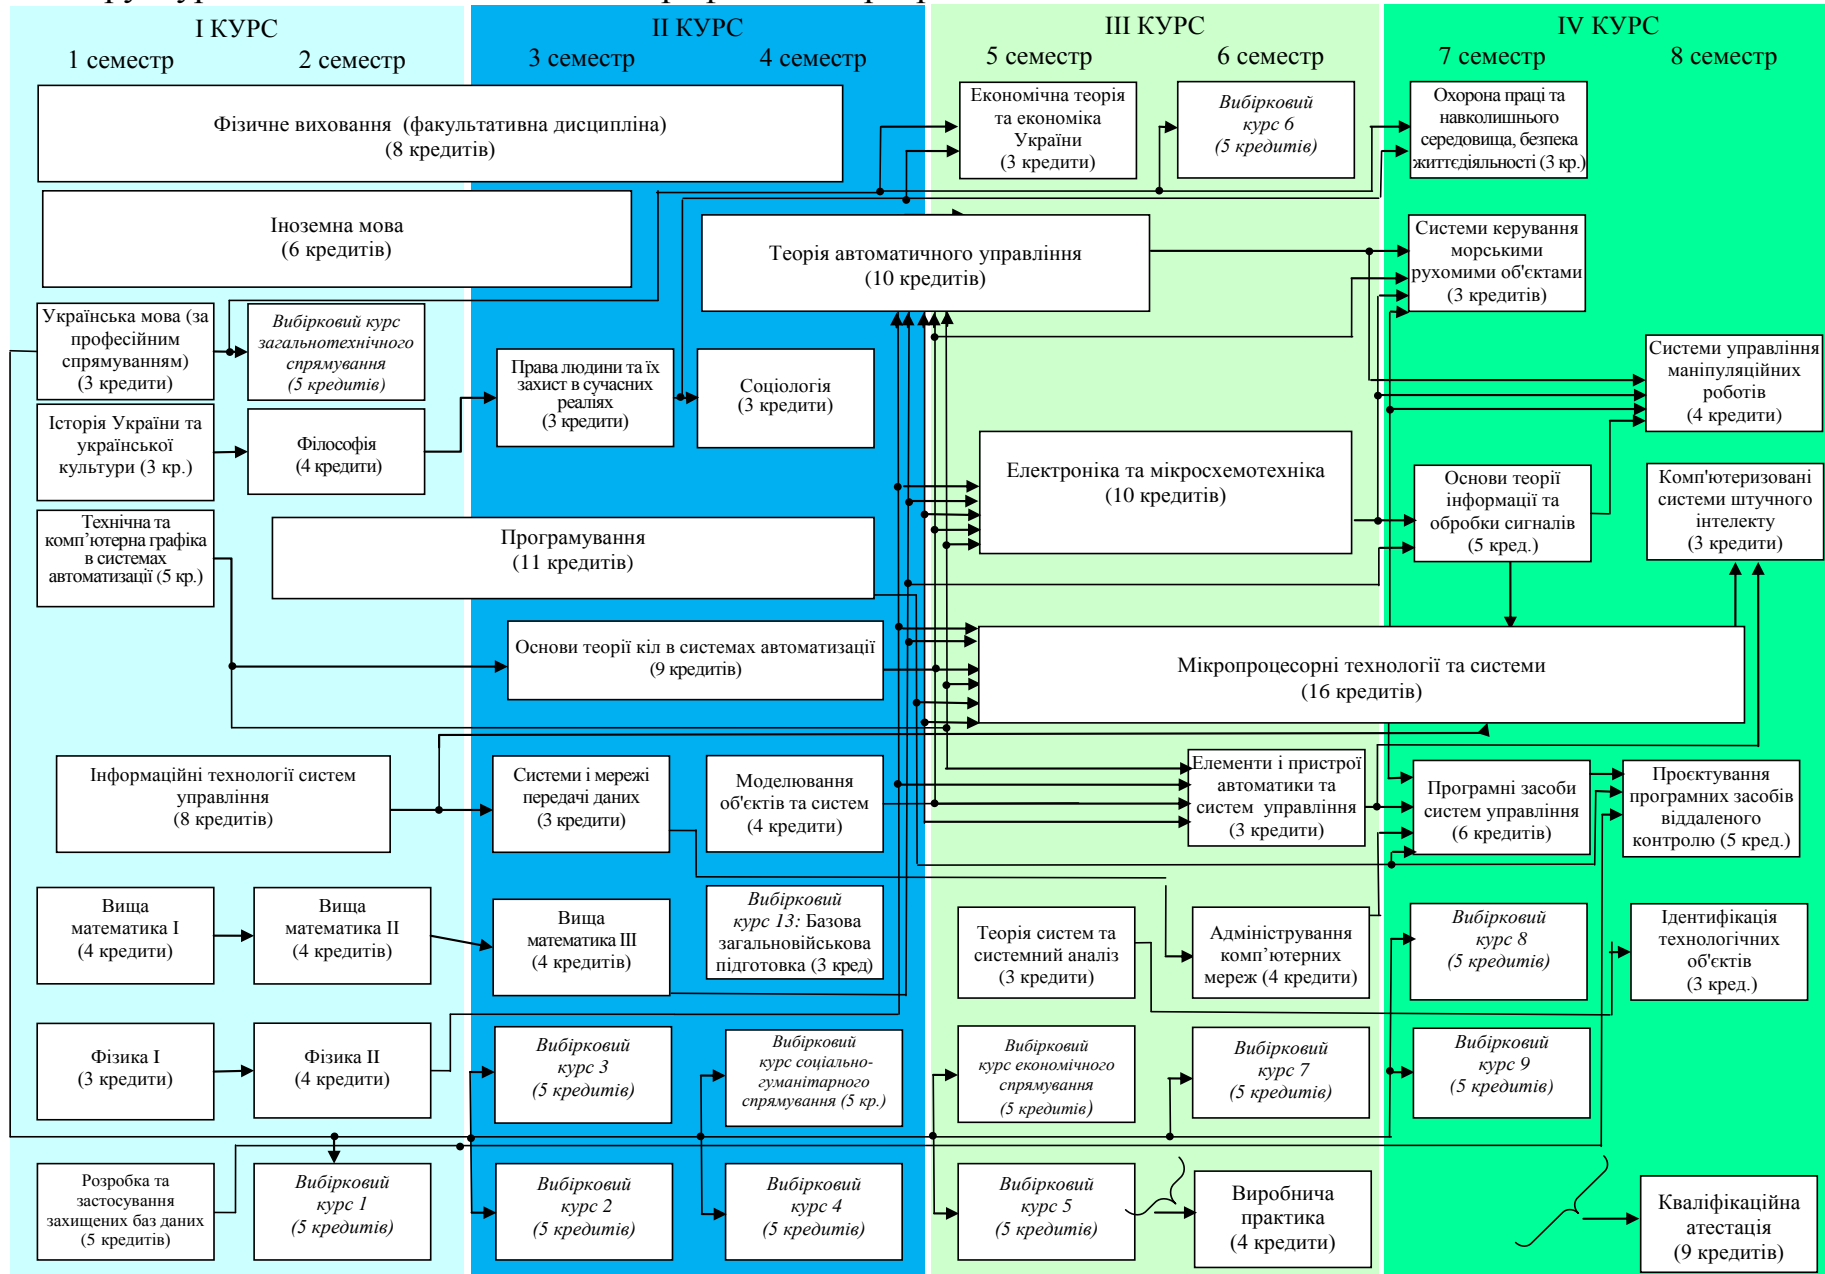 I КУРС
II КУРС
III КУРС
IV КУРС
1 семестр
2 семестр
3 семестр
4 семестр
5 семестр
6 семестр
7 семестр
8 семестр
Фізичне виховання (факультативна дисципліна)
(8 кредитів)
Економічна теорія
та економіка
України
(3 кредити)
Вибірковий
курс 6
(5 кредитів)
Охорона праці та
навколишнього
середовища, безпека
життєдіяльності (3 кр.)
Іноземна мова
(6 кредитів)
Теорія автоматичного управління
(10 кредитів)
Системи керування
морськими
рухомими об'єктами
(3 кредитів)
Українська мова (за
професійним
спрямуванням)
(3 кредити)
Вибірковий курс
загальнотехнічного
спрямування
(5 кредитів)
Права людини та їх
захист в сучасних
реаліях
(3 кредити)
Соціологія
(3 кредити)
Системи управління
маніпуляційних
роботів
(4 кредити)
Історія України та
української
культури (3 кр.)
Філософія
(4 кредити)
Електроніка та мікросхемотехніка
(10 кредитів)
Основи теорії
інформації та
обробки сигналів
(5 кред.)
Комп'ютеризовані
системи штучного
інтелекту
(3 кредити)
Технічна та
комп’ютерна графіка
в системах
автоматизації (5 кр.)
Програмування
(11 кредитів)
Основи теорії кіл в системах автоматизації
(9 кредитів)
Мікропроцесорні технології та системи
(16 кредитів)
Інформаційні технології систем
управління
(8 кредитів)
Системи і мережі
передачі даних
(3 кредити)
Моделювання
об'єктів та систем
(4 кредити)
Елементи і пристрої
автоматики та
систем управління
(3 кредити)
Програмні засоби
систем управління
(6 кредитів)
Проєктування
програмних засобів
віддаленого
контролю (5 кред.)
Вища
математика I
(4 кредити)
Вища
математика II
(4 кредитів)
Вища
математика III
(4 кредитів)
Вибірковий
курс 13: Базова
загальновійськова
підготовка (3 кред)
Теорія систем та
системний аналіз
(3 кредити)
Адміністрування
комп’ютерних
мереж (4 кредити)
Вибірковий
курс 8
(5 кредитів)
Ідентифікація
технологічних
об'єктів
(3 кред.)
Фізика I
(3 кредити)
Фізика II
(4 кредити)
Вибірковий
курс 3
(5 кредитів)
Вибірковий
курс соціально-
гуманітарного
спрямування (5 кр.)
Вибірковий
курс економічного
спрямування
(5 кредитів)
Вибірковий
курс 7
(5 кредитів)
Вибірковий
курс 9
(5 кредитів)
Розробка та
застосування
захищених баз даних
(5 кредитів)
Вибірковий
курс 1
(5 кредитів)
Вибірковий
курс 2
(5 кредитів)
Вибірковий
курс 4
(5 кредитів)
Вибірковий
курс 5
(5 кредитів)
Виробнича
практика
(4 кредити)
Кваліфікаційна
атестація
(9 кредитів)